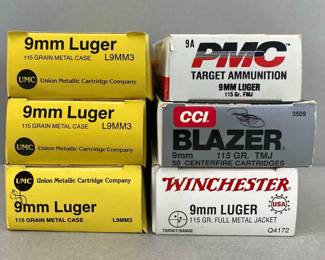 9mm Luger
115 GRAIN METAL CASE L9MM3
UMC Union Metallic Cartridge Company
9mm Luger
115 GRAIN METAL CASE L9MM3
UMC Union Metallic Cartridge Company
UMC Union Metallic Cartridge Company
9mm Luger
115 GRAIN METAL CASE L9MM3
9A
PMC
TARGET AMMUNITION
9MM LUGER
115 Gr. FMJ
CCI. 3509
BLAZER
9mm 115 GR. TMJ
50 CENTERFIRE CARTRIDGES
WINCHESTER
9mm LUGER USA
115 GR. FULL METAL JACKET
TARGET/RANGE Q4172